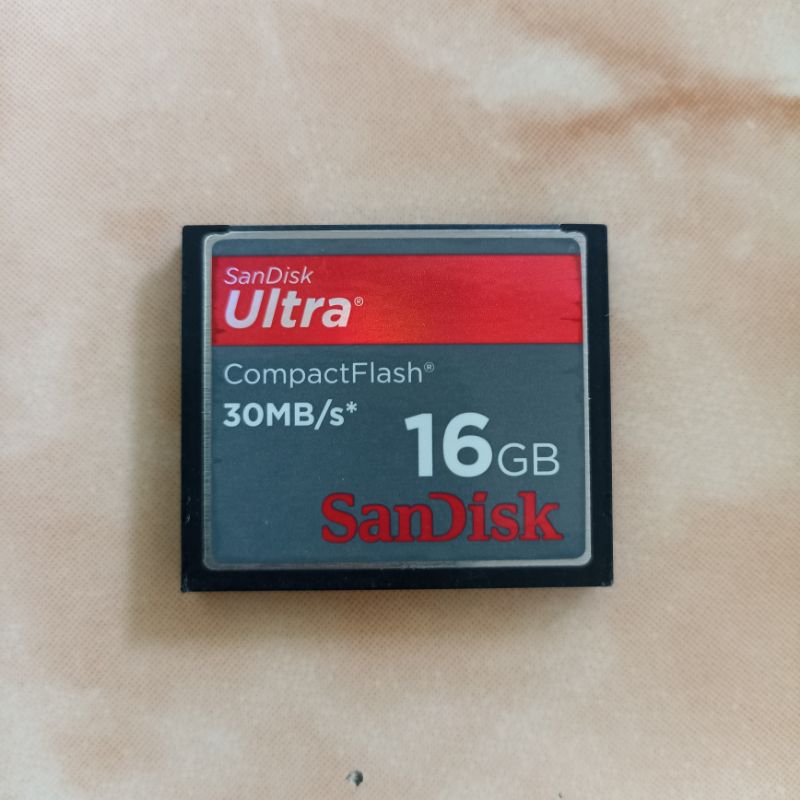 SanDisk
Ultra®
CompactFlash®
30MB/s*
16GB
SanDisk